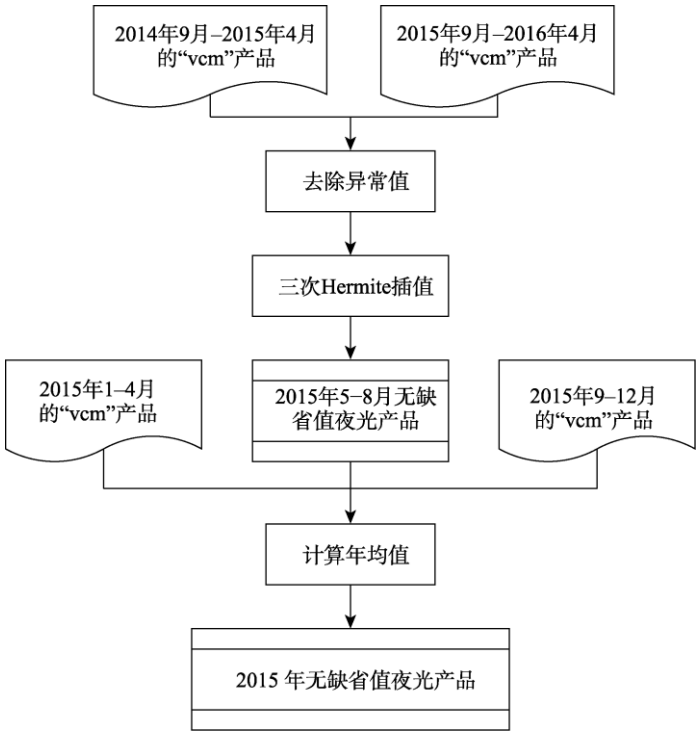 2014年9月–2015年4月
的“vcm”产品
2015年9月–2016年4月
的“vcm”产品
去除异常值
三次Hermite插值
2015年1–4月
的“vcm”产品
2015年5–8月无缺
省值夜光产品
2015年9–12月
的“vcm”产品
计算年均值
2015 年无缺省值夜光产品